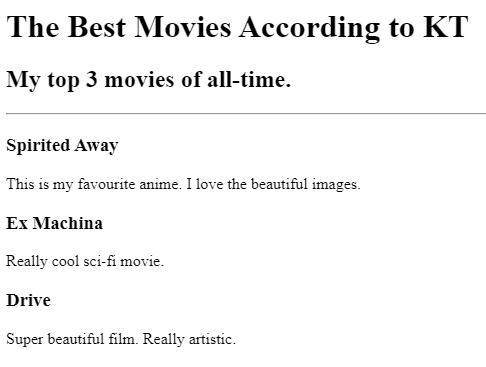 The Best Movies According to KT
My top 3 movies of all-time.
Spirited Away
This is my favourite anime. I love the beautiful images.
Ex Machina
Really cool sci-fi movie.
Drive
Super beautiful film. Really artistic.